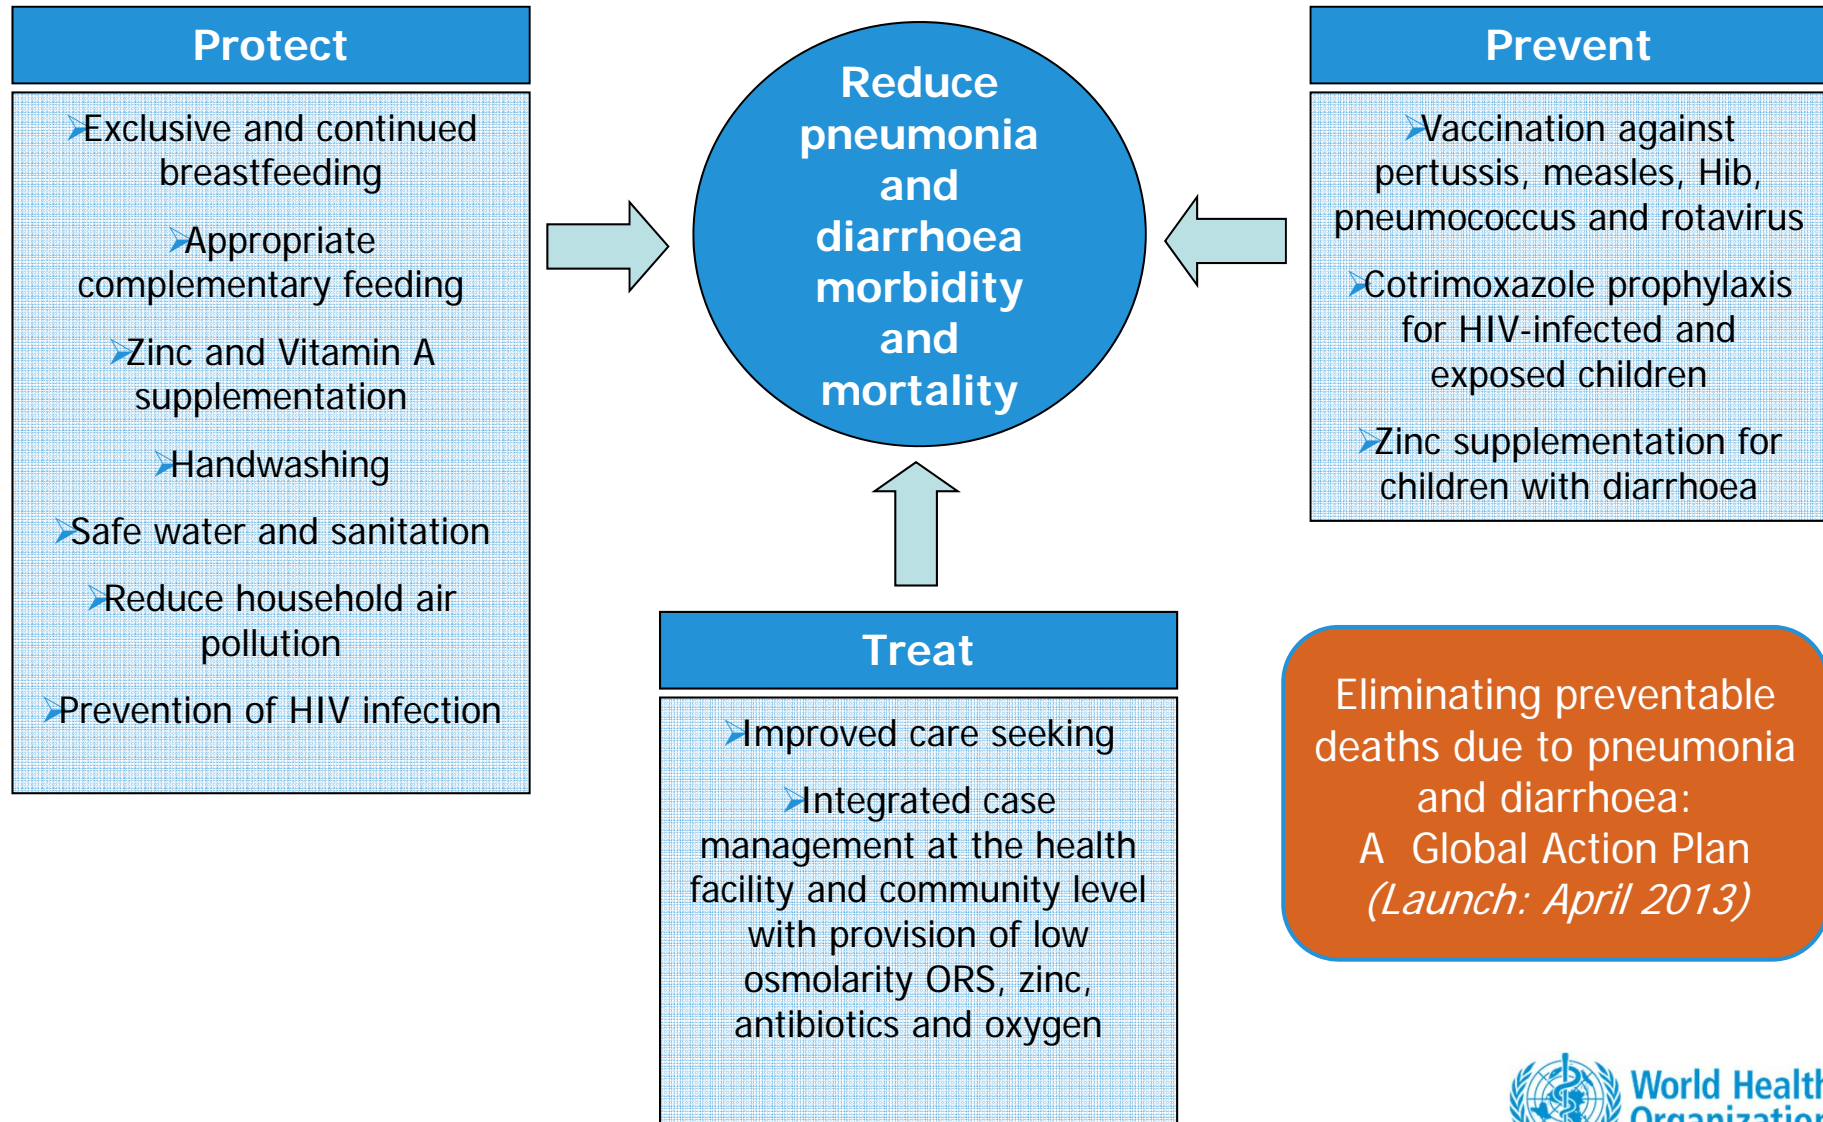 Protect
➢Exclusive and continued
breastfeeding
➢Appropriate
complementary feeding
➢Zinc and Vitamin A
supplementation
➢Handwashing
➢Safe water and sanitation
➢Reduce household air
pollution
➢Prevention of HIV infection
Reduce
pneumonia
and
diarrhoea
morbidity
and
mortality
Prevent
➢Vaccination against
pertussis, measles, Hib,
pneumococcus and rotavirus
➢Cotrimoxazole prophylaxis
for HIV-infected and
exposed children
➢Zinc supplementation for
children with diarrhoea
Treat
➢Improved care seeking
➢Integrated case
management at the health
facility and community level
with provision of low
osmolarity ORS, zinc,
antibiotics and oxygen
Eliminating preventable
deaths due to pneumonia
and diarrhoea:
A Global Action Plan
(Launch: April 2013)
World Health
Organization